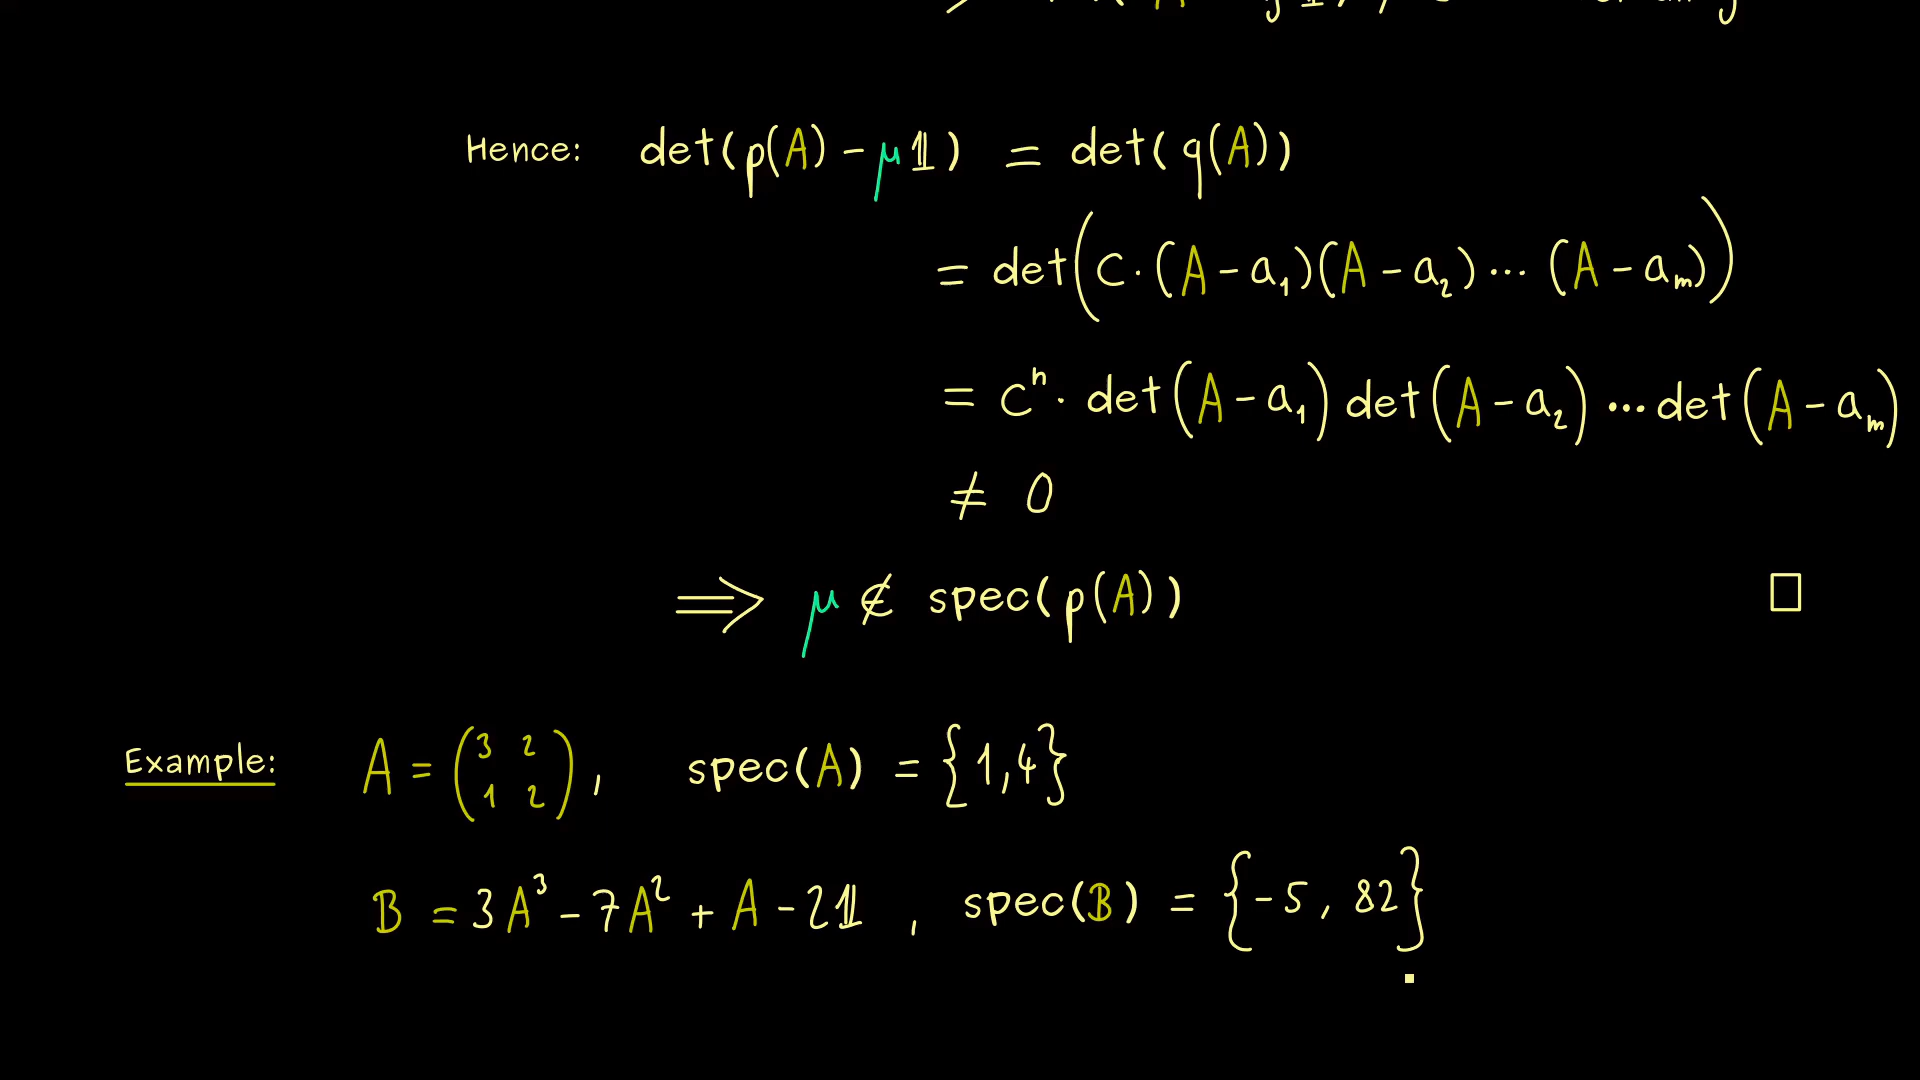 Hence: det(p(A) - μ𝟙) = det(q(A))
= det(c·(A - a₁)(A - a₂)⋯(A - aₘ))
= cⁿ· det(A - a₁) det(A - a₂) ⋯ det(A - aₘ)
≠ 0
⟹ μ ∉ spec(p(A)) □
Example: A = (3 2 1 2), spec(A) = {1,4}
B = 3A³ - 7A² + A - 2𝟙, spec(B) = {-5, 82}